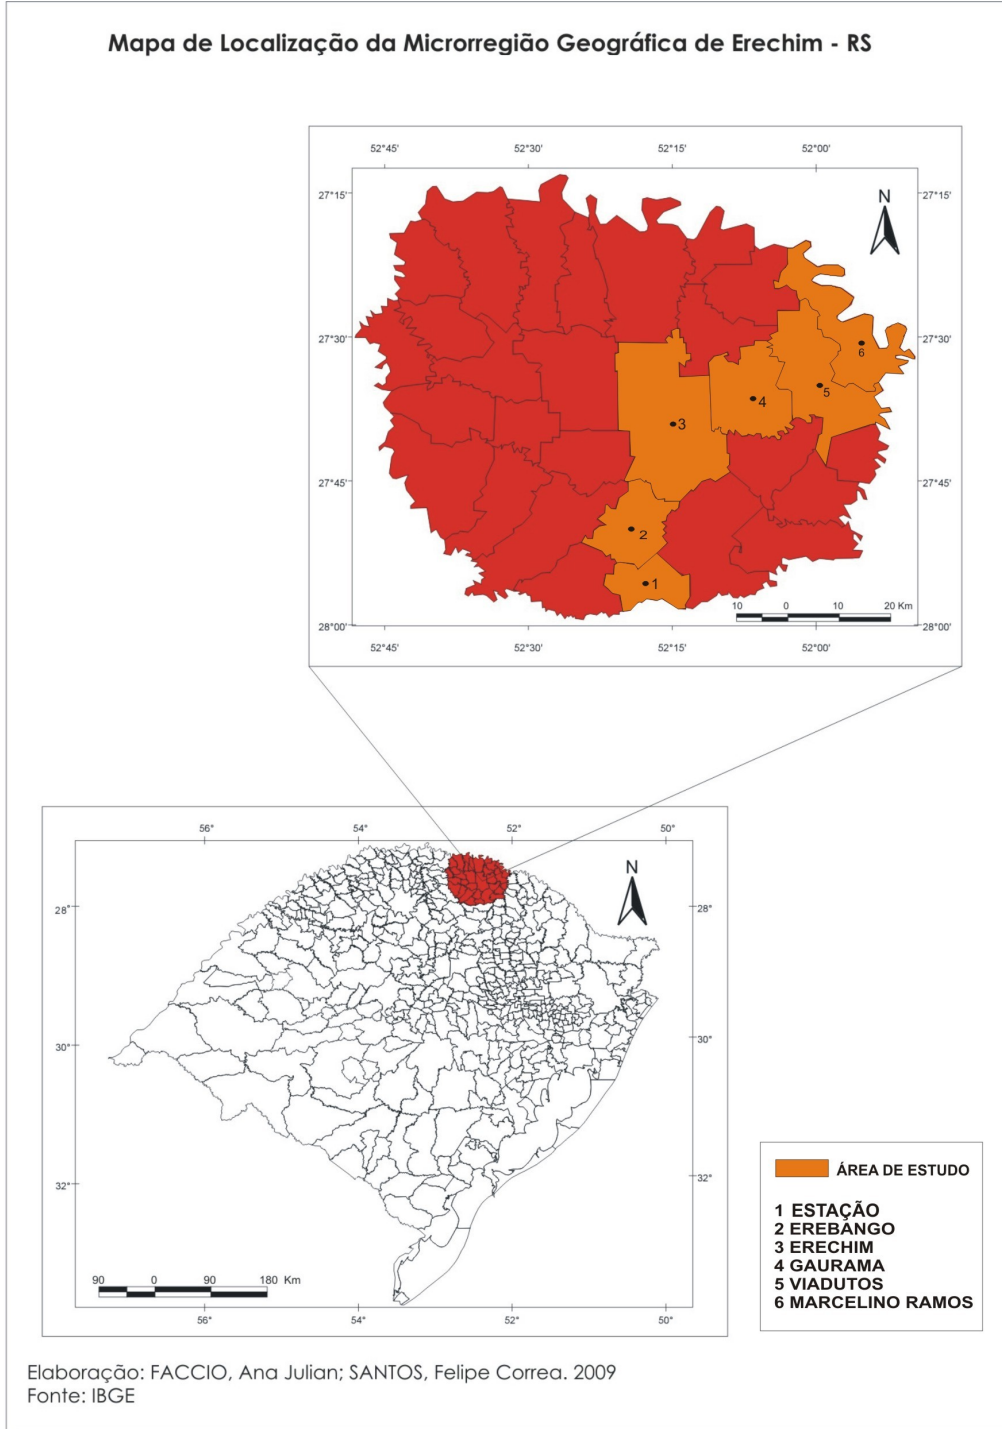 Mapa de Localização da Microrregião Geográfica de Erechim - RS
52°45' 52°30' 52°15' 52°00'
27°15' 27°15'
N
27°30' 27°30'
6
5
4
3
27°45' 27°45'
2
1
10 0 10 20 Km
28°00' 28°00'
52°45' 52°30' 52°15' 52°00'
56° 54° 52° 50°
N
28° 28°
30° 30°
32° 32°
90 0 90 180 Km
56° 54° 52° 50°
ÁREA DE ESTUDO
1 ESTAÇÃO
2 EREBANGO
3 ERECHIM
4 GAURAMA
5 VIADUTOS
6 MARCELINO RAMOS
Elaboração: FACCIO, Ana Julian; SANTOS, Felipe Correa. 2009
Fonte: IBGE